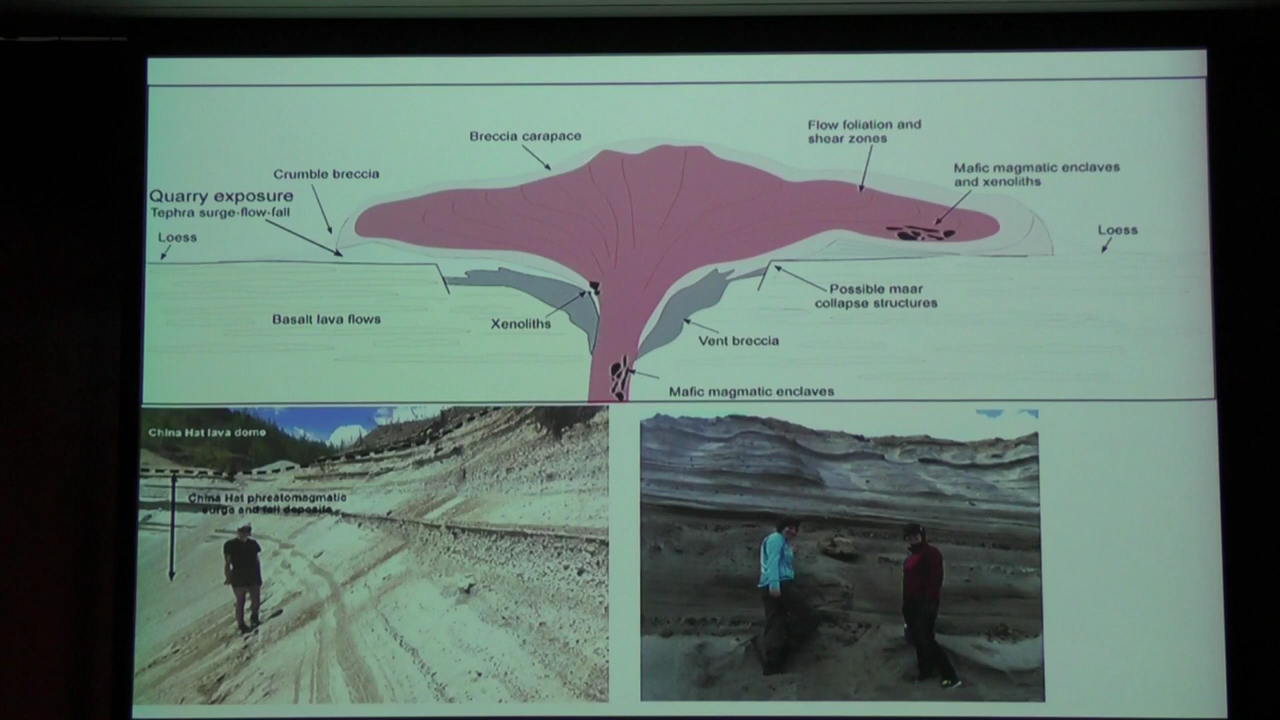 Breccia carapace
Flow foliation and
shear zones
Mafic magmatic enclaves
and xenoliths
Crumble breccia
Quarry exposure
Tephra surge-flow-fall
Loess
Loess
Possible maar
collapse structures
Basalt lava flows
Xenoliths
Vent breccia
Mafic magmatic enclaves
China Hat lava dome
China Hat phreatomagmatic
surge and fall deposits